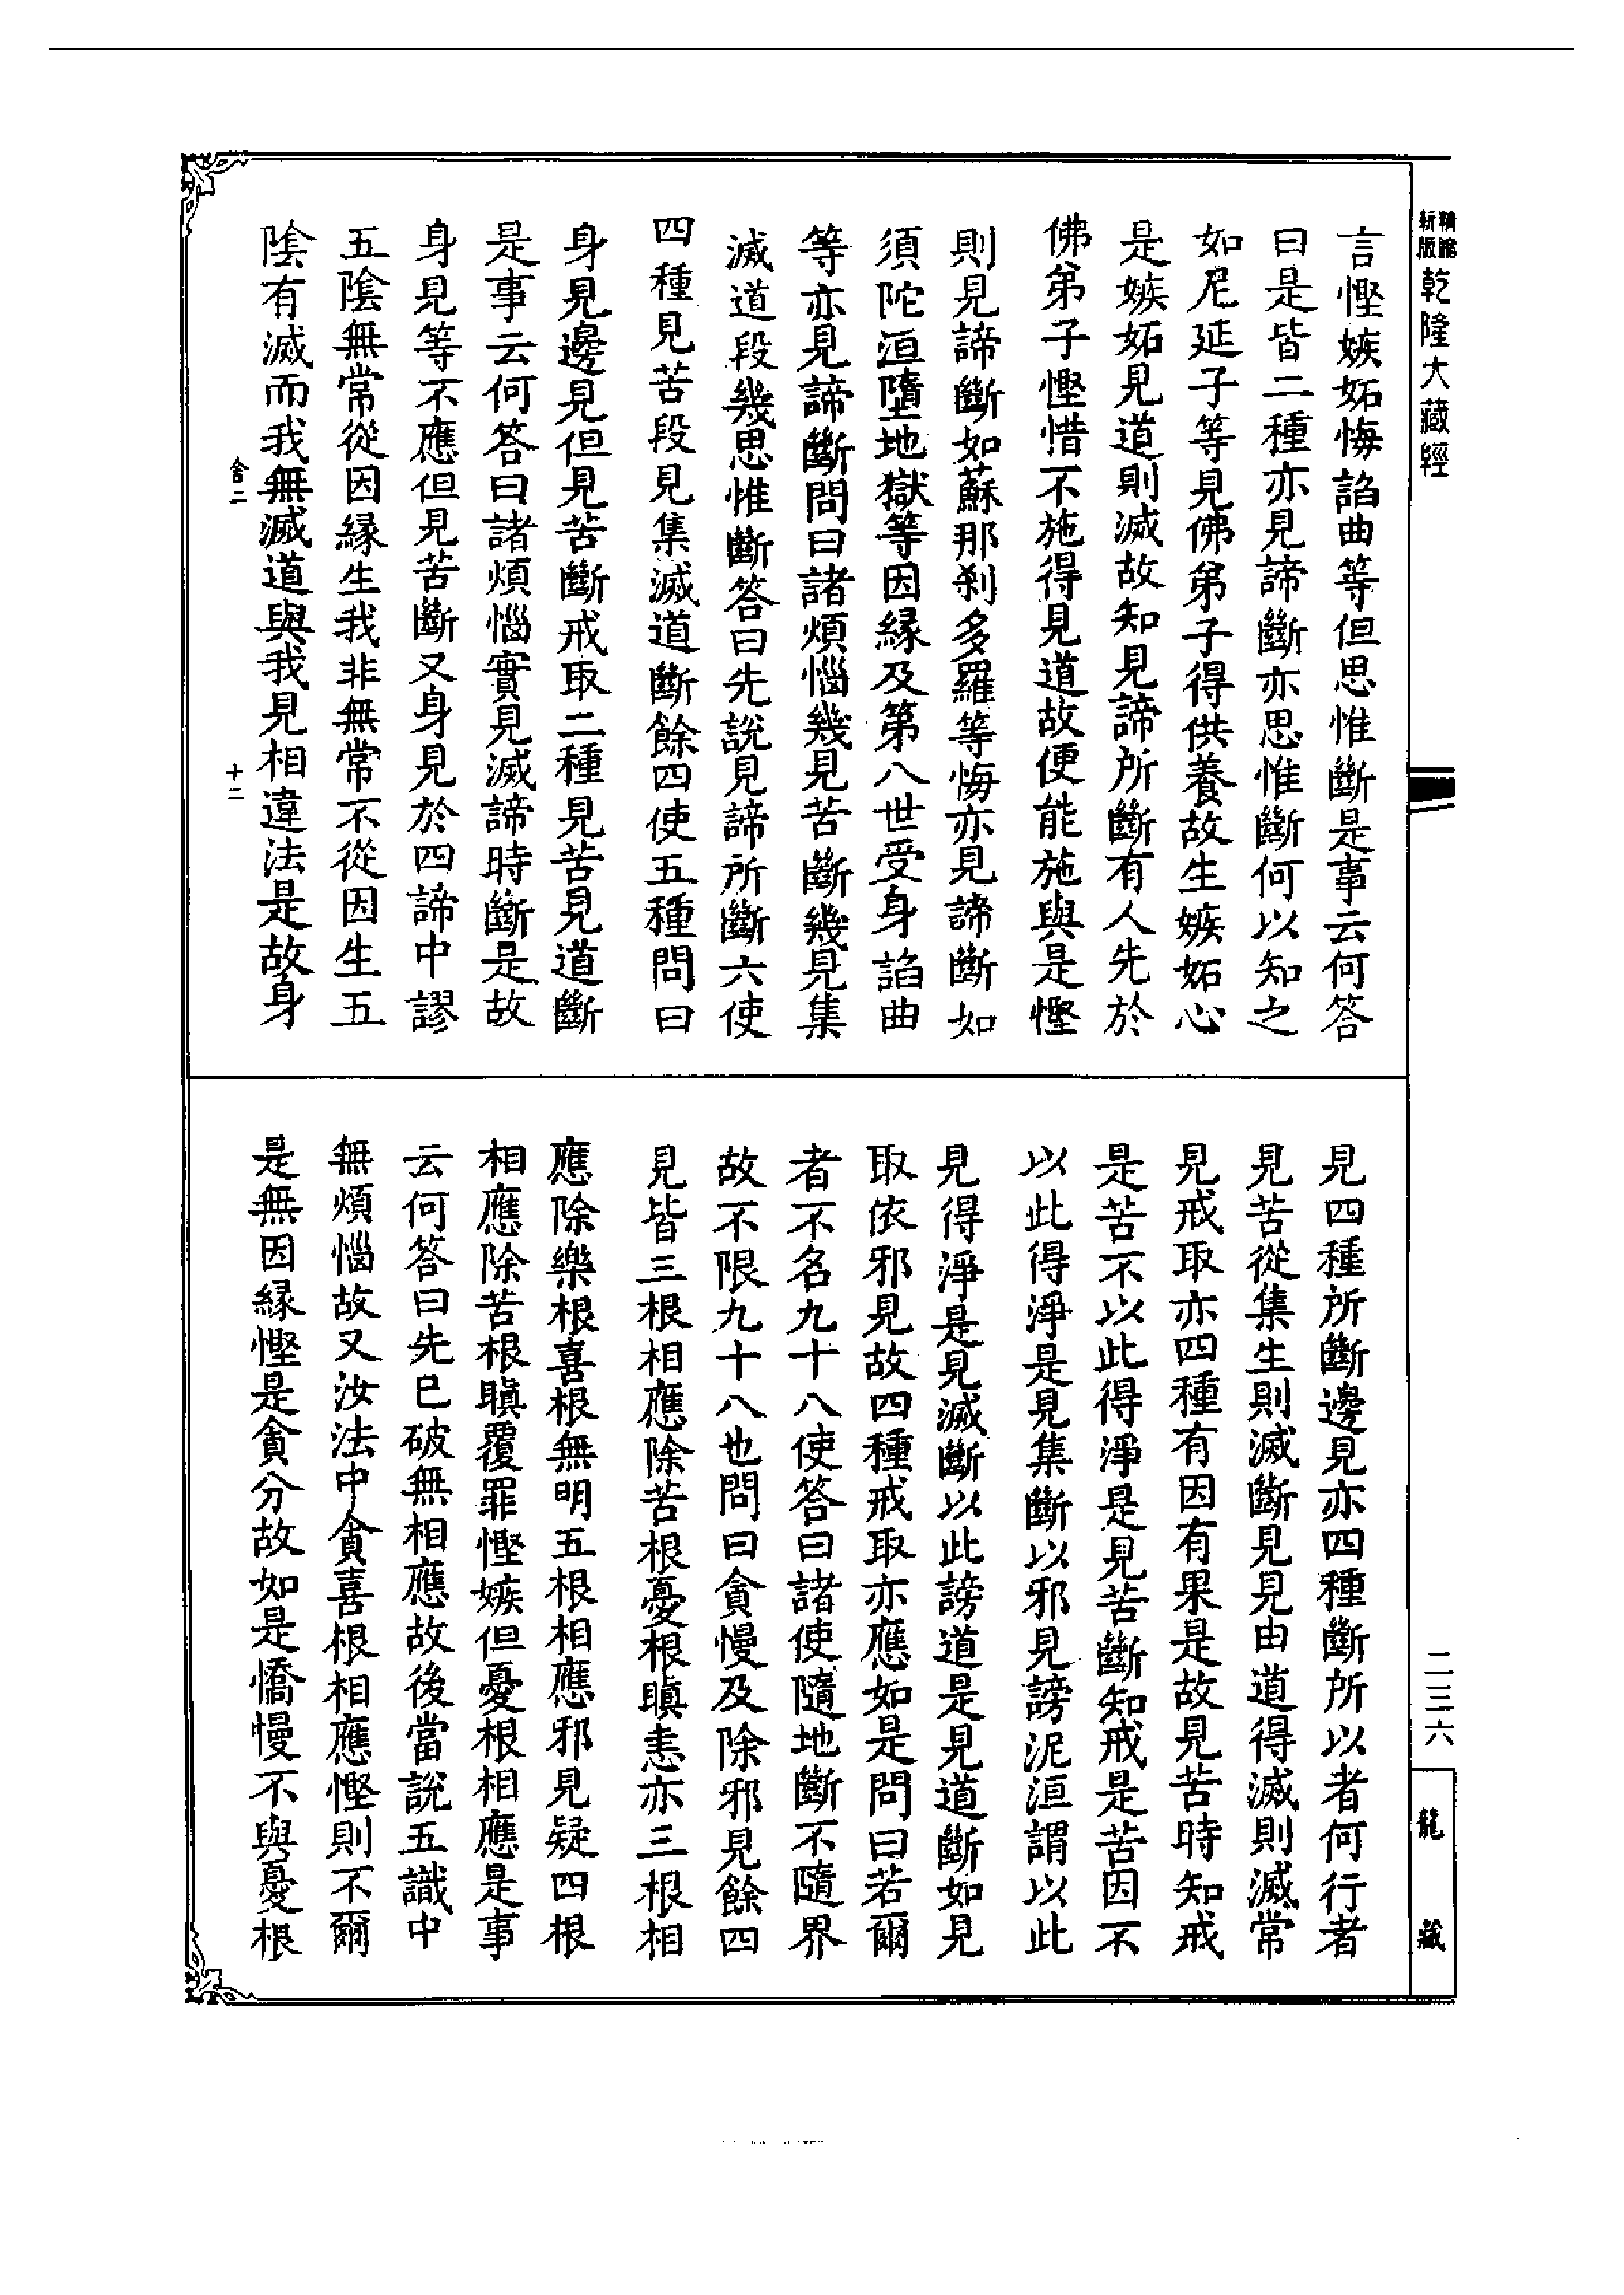 精雕
新版
乾隆大藏經
言慳嫉妬悔諂曲等但思惟斷是事云何答
曰是皆二種亦見諦斷亦思惟斷何以知之
如尼延子等見佛弟子得供養故生嫉妬心
是嫉妬見道則滅故知見諦所斷有人先於
佛弟子慳惜不施得見道故便能施與是慳
則見諦斷如蘇那刹多羅等悔亦見諦斷如
須陀洹墮地獄等因緣及第八世受身諂曲
等亦見諦斷問曰諸煩惱幾見苦斷幾見集
滅道段幾思惟斷答曰先說見諦所斷六使
四種見苦段見集滅道斷餘四使五種問曰
身見邊見但見苦斷戒取二種見苦見道斷
是事云何答曰諸煩惱實見滅諦時斷是故
身見等不應但見苦斷又身見於四諦中謬
五陰無常從因緣生我非無常不從因生五
陰有滅而我無滅道與我見相違法是故身
舍二
十二
見四種所斷邊見亦四種斷所以者何行者
見苦從集生則滅斷見見由道得滅則滅常
見戒取亦四種有因有果是故見苦時知戒
是苦不以此得淨是見苦斷知戒是苦因不
以此得淨是見集斷以邪見謗泥洹謂以此
見得淨是見滅斷以此謗道是見道斷如見
取依邪見故四種戒取亦應如是問曰若爾
者不名九十八使答曰諸使隨地斷不隨界
故不限九十八也問曰貪慢及除邪見餘四
見皆三根相應除苦根憂根瞋恚亦三根相
應除樂根喜根無明五根相應邪見疑四根
相應除苦根瞋覆罪慳嫉但憂根相應是事
云何答曰先已破無相應故後當說五識中
無煩惱故又汝法中貪喜根相應慳則不爾
是無因緣慳是貪分故如是憍慢不與憂根
二三六
龍藏